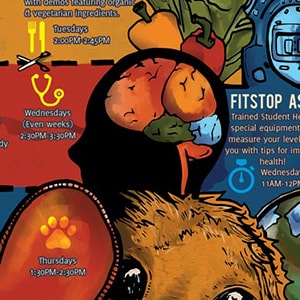 with demos featuring organic
& vegetarian ingredients.
Tuesdays
2:00PM-2:45PM
Wednesdays
(Even weeks)
2:30PM-3:30PM
Thursdays
1:30PM-2:30PM
FITSTOP AS
Trained Student He
special equipment
measure your level
you with tips for im
health!
Wednesday
11AM-12P